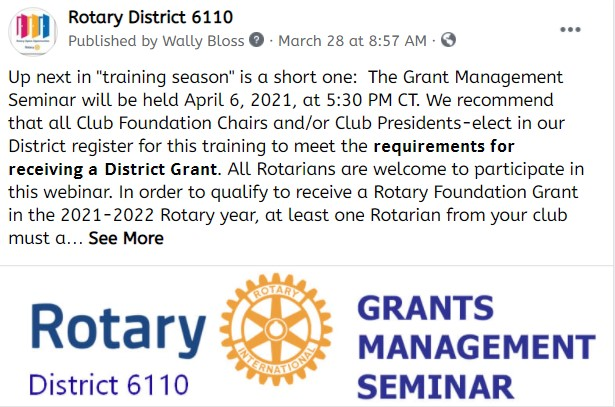 Rotary District 6110
Published by Wally Bloss · March 28 at 8:57 AM ·
Up next in "training season" is a short one:  The Grant Management
Seminar will be held April 6, 2021, at 5:30 PM CT. We recommend
that all Club Foundation Chairs and/or Club Presidents-elect in our
District register for this training to meet the requirements for
receiving a District Grant. All Rotarians are welcome to participate in
this webinar. In order to qualify to receive a Rotary Foundation Grant
in the 2021-2022 Rotary year, at least one Rotarian from your club
must a... See More
Rotary
District 6110
ROTARY
INTERNATIONAL
GRANTS
MANAGEMENT
SEMINAR